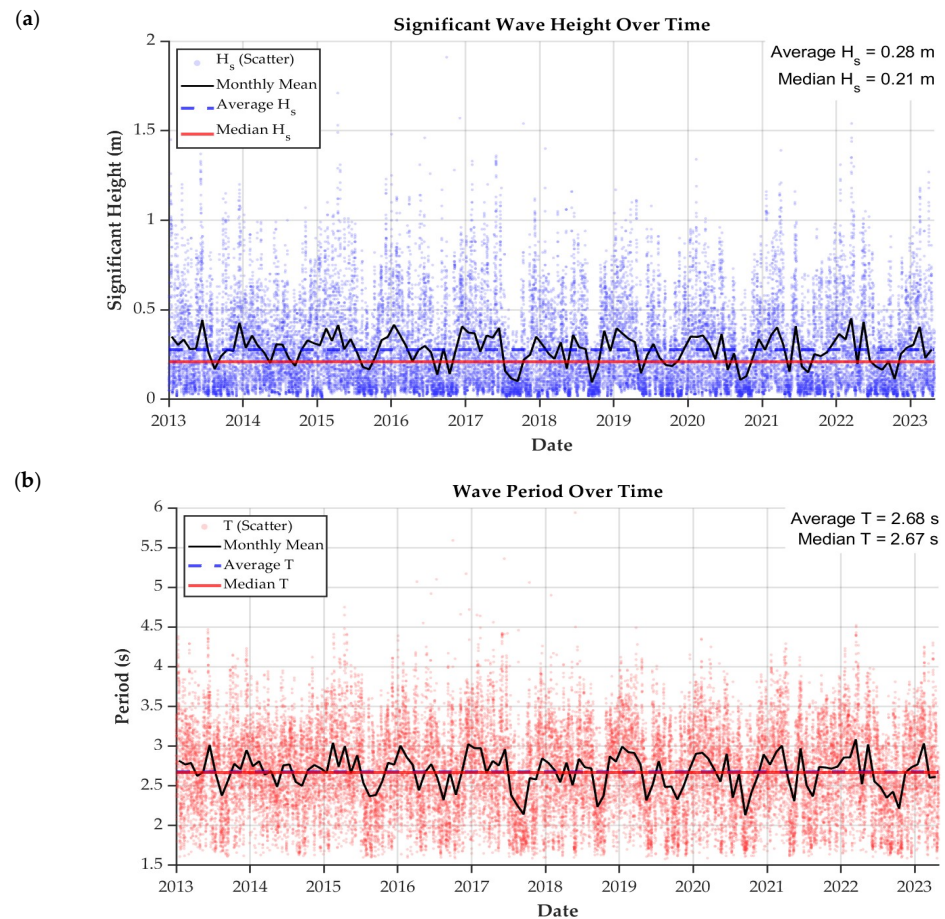 (a)
Significant Wave Height Over Time
Average Hs = 0.28 m
Median Hs = 0.21 m
Hs (Scatter)
Monthly Mean
Average Hs
Median Hs
Significant Height (m)
2
1.5
1
0.5
0
2013 2014 2015 2016 2017 2018 2019 2020 2021 2022 2023
Date
(b)
Wave Period Over Time
Average T = 2.68 s
Median T = 2.67 s
T (Scatter)
Monthly Mean
Average T
Median T
Period (s)
6
5.5
5
4.5
4
3.5
3
2.5
2
1.5
2013 2014 2015 2016 2017 2018 2019 2020 2021 2022 2023
Date